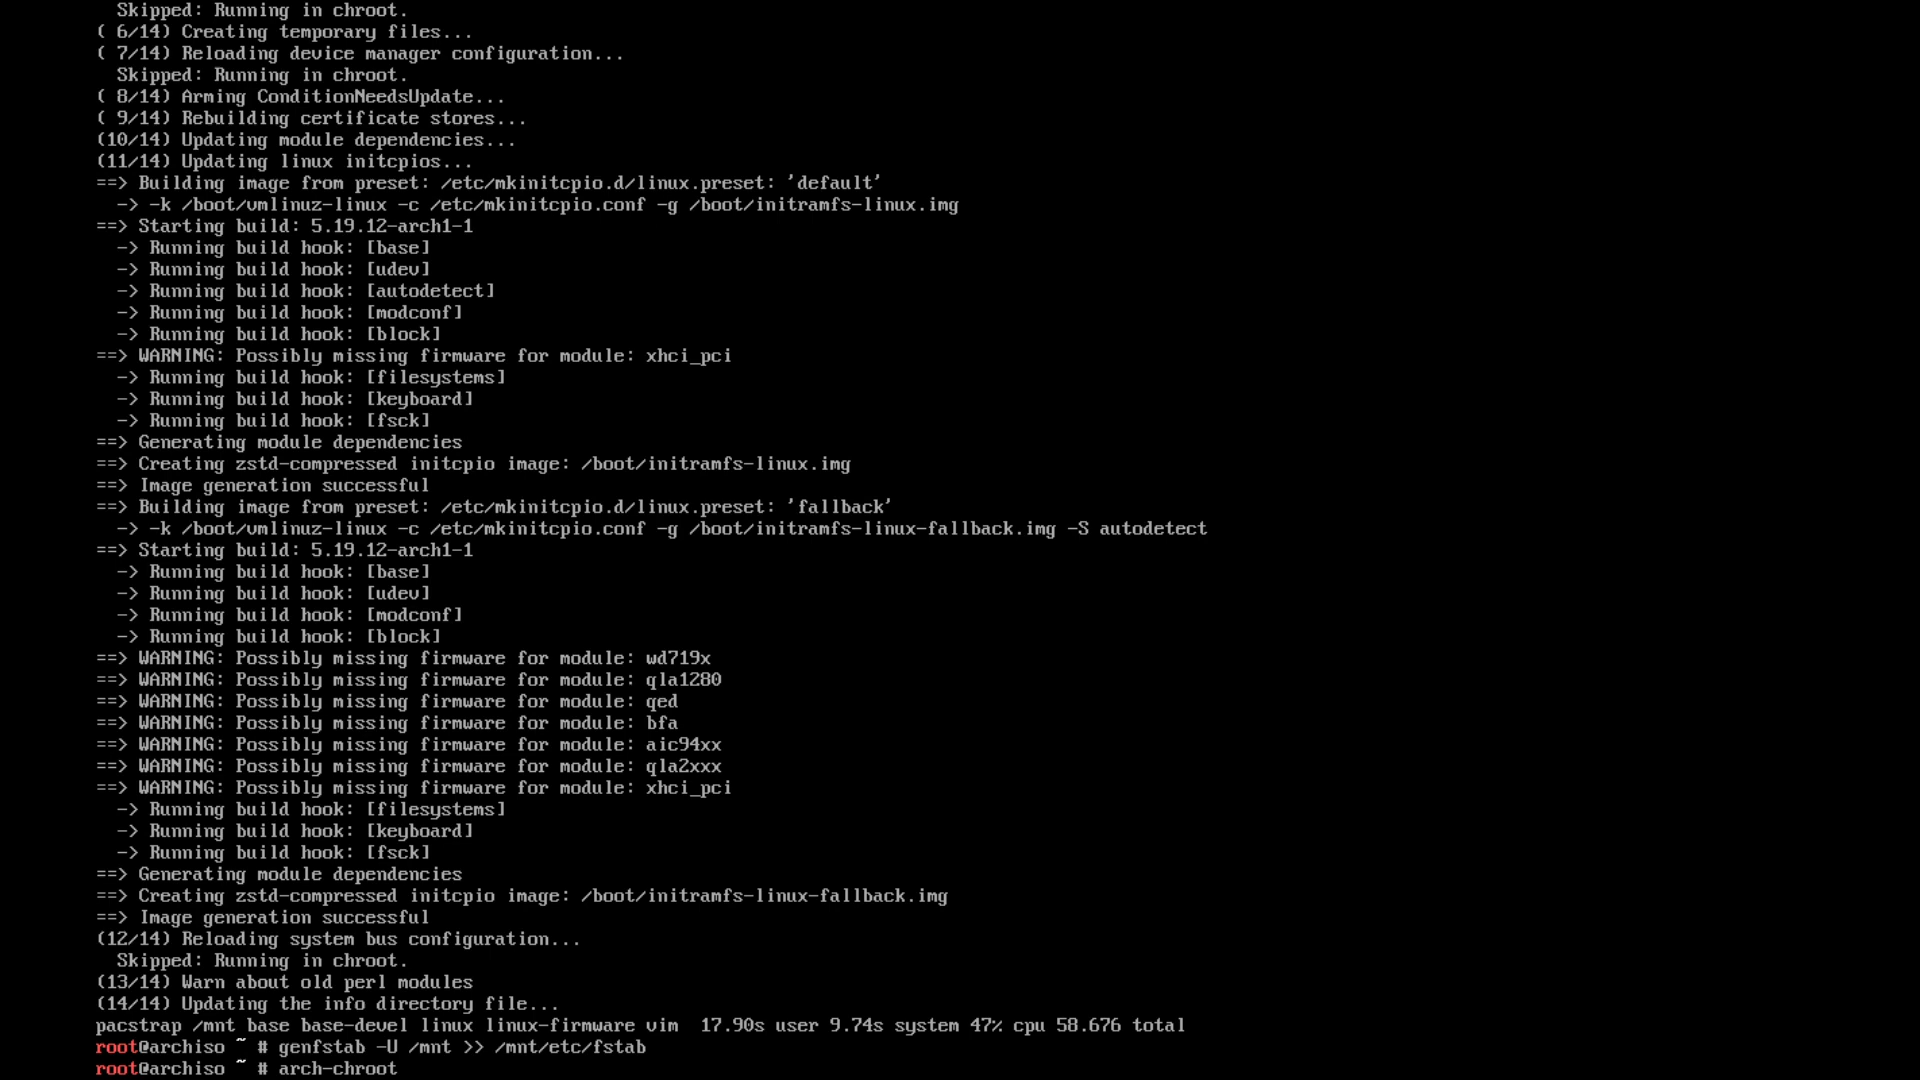 Skipped: Running in chroot.
( 6/14) Creating temporary files...
( 7/14) Reloading device manager configuration...
  Skipped: Running in chroot.
( 8/14) Arming ConditionNeedsUpdate...
( 9/14) Rebuilding certificate stores...
(10/14) Updating module dependencies...
(11/14) Updating linux initcpios...
==> Building image from preset: /etc/mkinitcpio.d/linux.preset: 'default'
  -> -k /boot/vmlinuz-linux -c /etc/mkinitcpio.conf -g /boot/initramfs-linux.img
==> Starting build: 5.19.12-arch1-1
  -> Running build hook: [base]
  -> Running build hook: [udev]
  -> Running build hook: [autodetect]
  -> Running build hook: [modconf]
  -> Running build hook: [block]
==> WARNING: Possibly missing firmware for module: xhci_pci
  -> Running build hook: [filesystems]
  -> Running build hook: [keyboard]
  -> Running build hook: [fsck]
==> Generating module dependencies
==> Creating zstd-compressed initcpio image: /boot/initramfs-linux.img
==> Image generation successful
==> Building image from preset: /etc/mkinitcpio.d/linux.preset: 'fallback'
  -> -k /boot/vmlinuz-linux -c /etc/mkinitcpio.conf -g /boot/initramfs-linux-fallback.img -S autodetect
==> Starting build: 5.19.12-arch1-1
  -> Running build hook: [base]
  -> Running build hook: [udev]
  -> Running build hook: [modconf]
  -> Running build hook: [block]
==> WARNING: Possibly missing firmware for module: wd719x
==> WARNING: Possibly missing firmware for module: qla1280
==> WARNING: Possibly missing firmware for module: qed
==> WARNING: Possibly missing firmware for module: bfa
==> WARNING: Possibly missing firmware for module: aic94xx
==> WARNING: Possibly missing firmware for module: qla2xxx
==> WARNING: Possibly missing firmware for module: xhci_pci
  -> Running build hook: [filesystems]
  -> Running build hook: [keyboard]
  -> Running build hook: [fsck]
==> Generating module dependencies
==> Creating zstd-compressed initcpio image: /boot/initramfs-linux-fallback.img
==> Image generation successful
(12/14) Reloading system bus configuration...
  Skipped: Running in chroot.
(13/14) Warn about old perl modules
(14/14) Updating the info directory file...
pacstrap /mnt base base-devel linux linux-firmware vim  17.90s user 9.74s system 47% cpu 58.676 total
root@archiso ~ # genfstab -U /mnt >> /mnt/etc/fstab
root@archiso ~ # arch-chroot